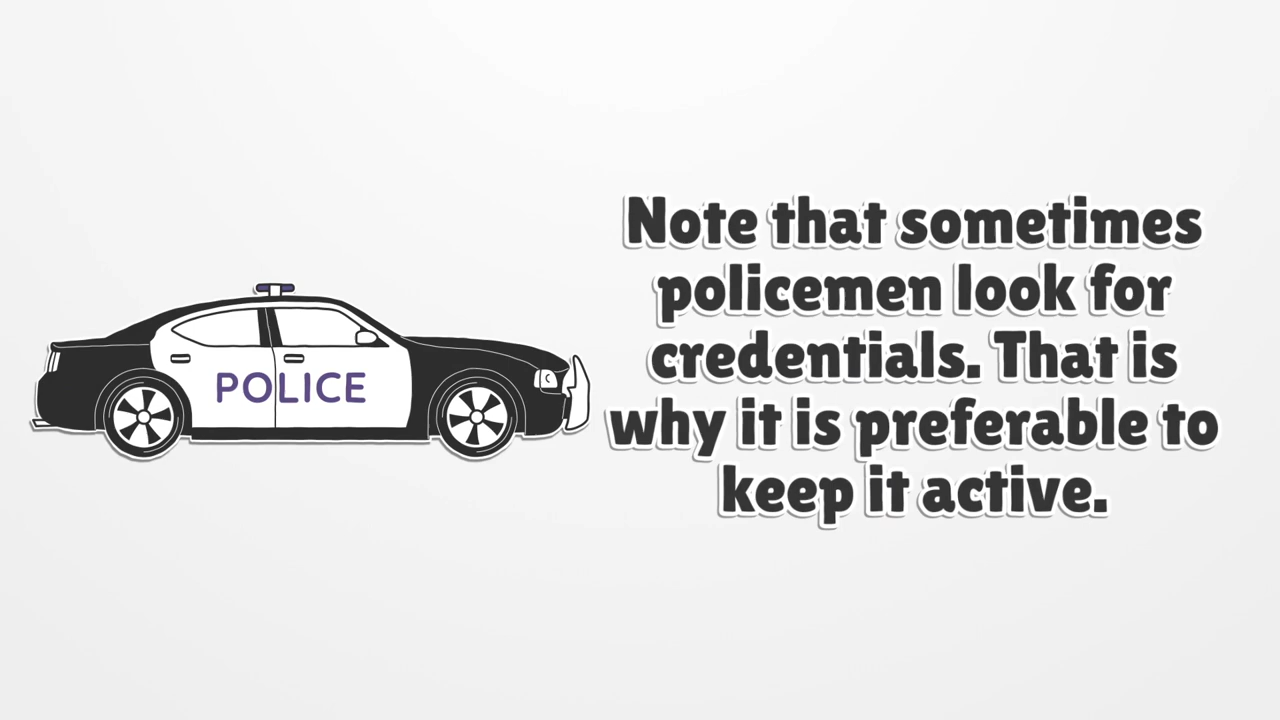 POLICE
Note that sometimes
policemen look for
credentials. That is
why it is preferable to
keep it active.